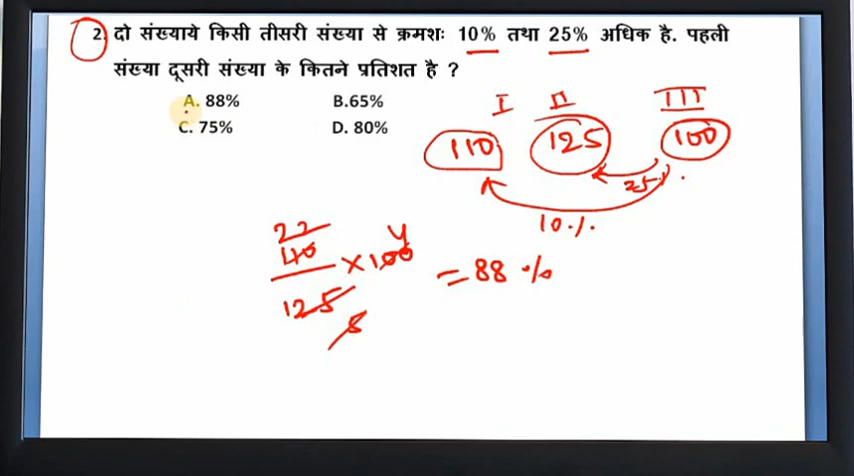 2. दो संख्याये किसी तीसरी संख्या से क्रमशः 10% तथा 25% अधिक है. पहली
संख्या दूसरी संख्या के कितने प्रतिशत है ?
A. 88% B.65%
C. 75% D. 80%
I II III
110 125 100
25%
10%
22 4
110 × 100 = 88 %
125
5